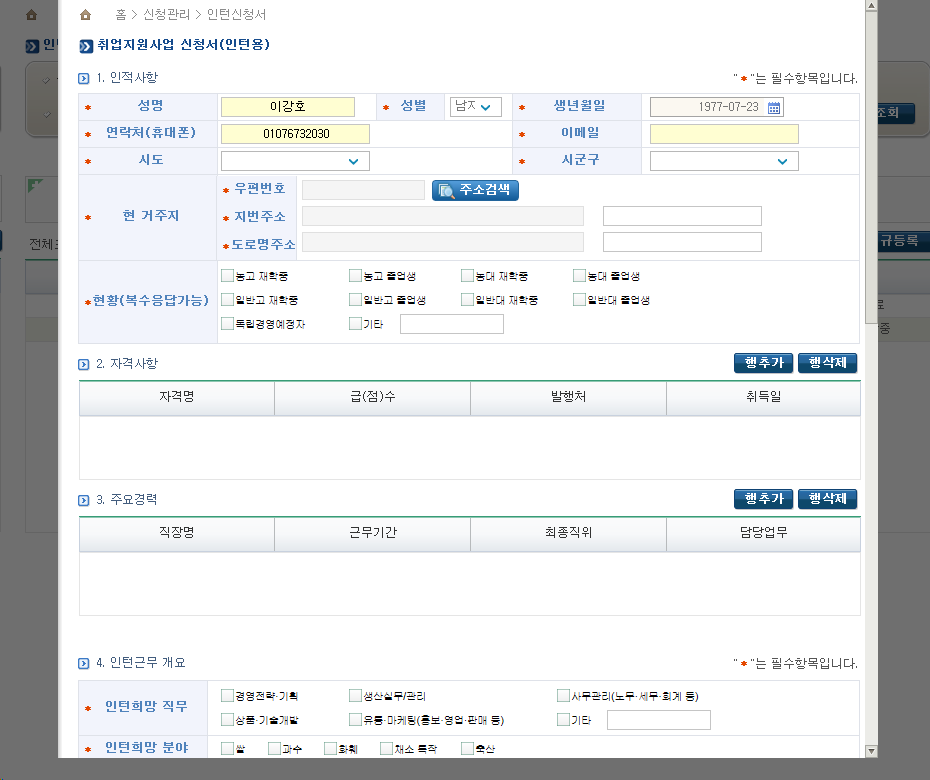 홈 > 신청관리 > 인턴신청서
인
취업지원사업 신청서(인턴용)
1. 인적사항
"*"는 필수항목입니다.
* 성명 이강호 * 성별 남자 * 생년월일 1977-07-23
조회
* 연락처(휴대폰) 01076732030 * 이메일
* 시도 * 시군구
* 현 거주지 * 우편번호 주소검색
* 지번주소
* 도로명주소
전체
규등록
*현황(복수응답가능) 농고 재학중 농고 졸업생 농대 재학중 농대 졸업생
일반고 재학중 일반고 졸업생 일반대 재학중 일반대 졸업생
독립경영예정자 기타
중
2. 자격사항 행추가 행삭제
자격명 급(점)수 발행처 취득일
3. 주요경력 행추가 행삭제
직장명 근무기간 최종직위 담당업무
4. 인턴근무 개요
"*"는 필수항목입니다.
* 인턴희망 직무 경영전략·기획 생산실무/관리 사무관리(노무·세무·회계 등)
상품·기술개발 유통·마케팅(홍보·영업·판매 등) 기타
* 인턴희망 분야 쌀 과수 화훼 채소 특작 축산